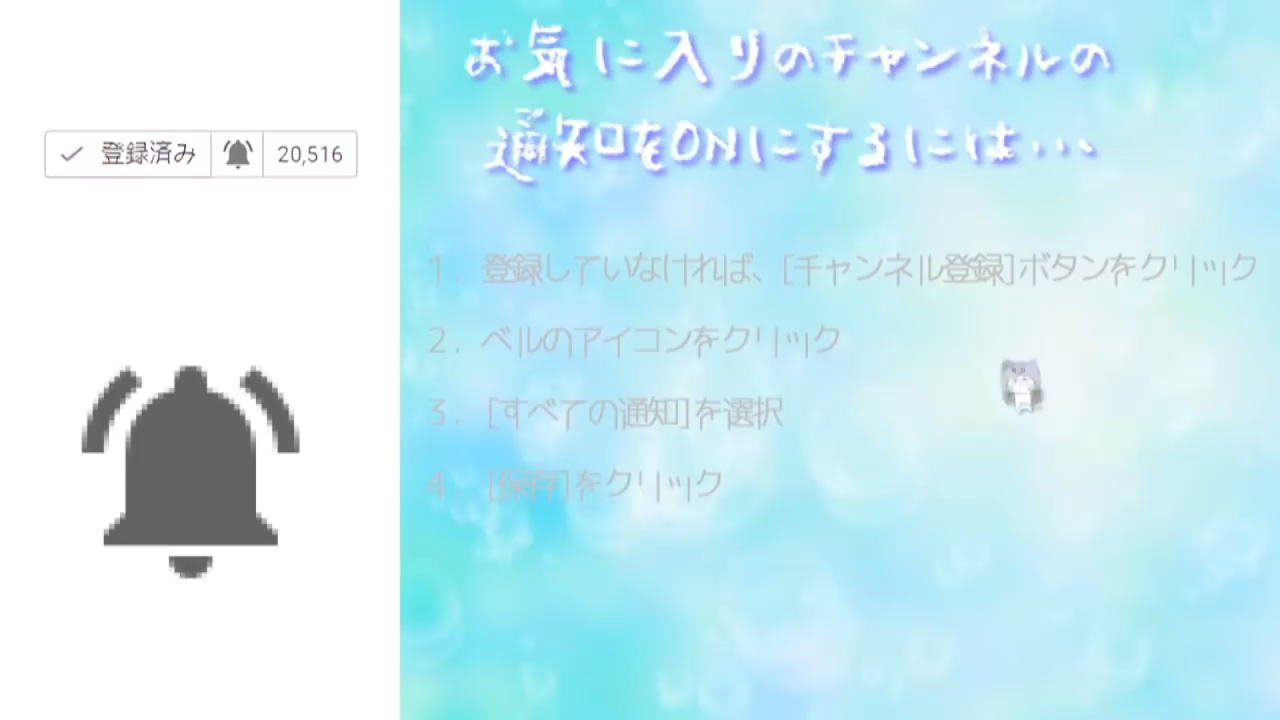 登録済み 20,516
お気に入りのチャンネルの
通知をONにするには・・・
1. 登録していなければ、[チャンネル登録]ボタンをクリック
2. ベルのアイコンをクリック
3. [すべての通知]を選択
4. [保存]をクリック